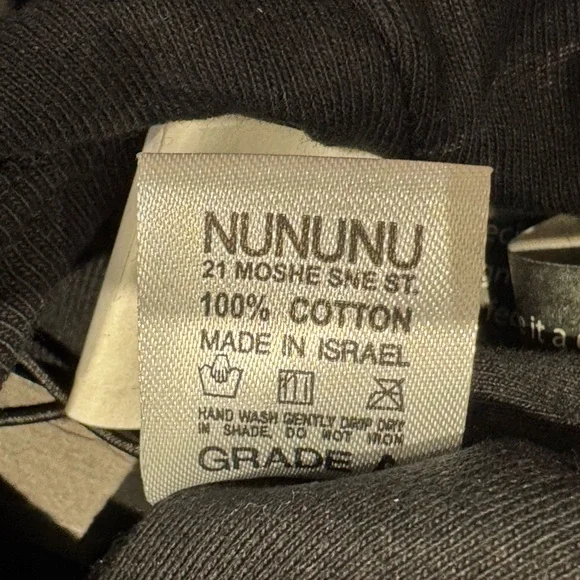 NUNUNU
21 MOSHE SNE ST.
100% COTTON
MADE IN ISRAEL
HAND WASH GENTLY DRIP DRY
IN SHADE, DO NOT IRON
GRADE A
it a